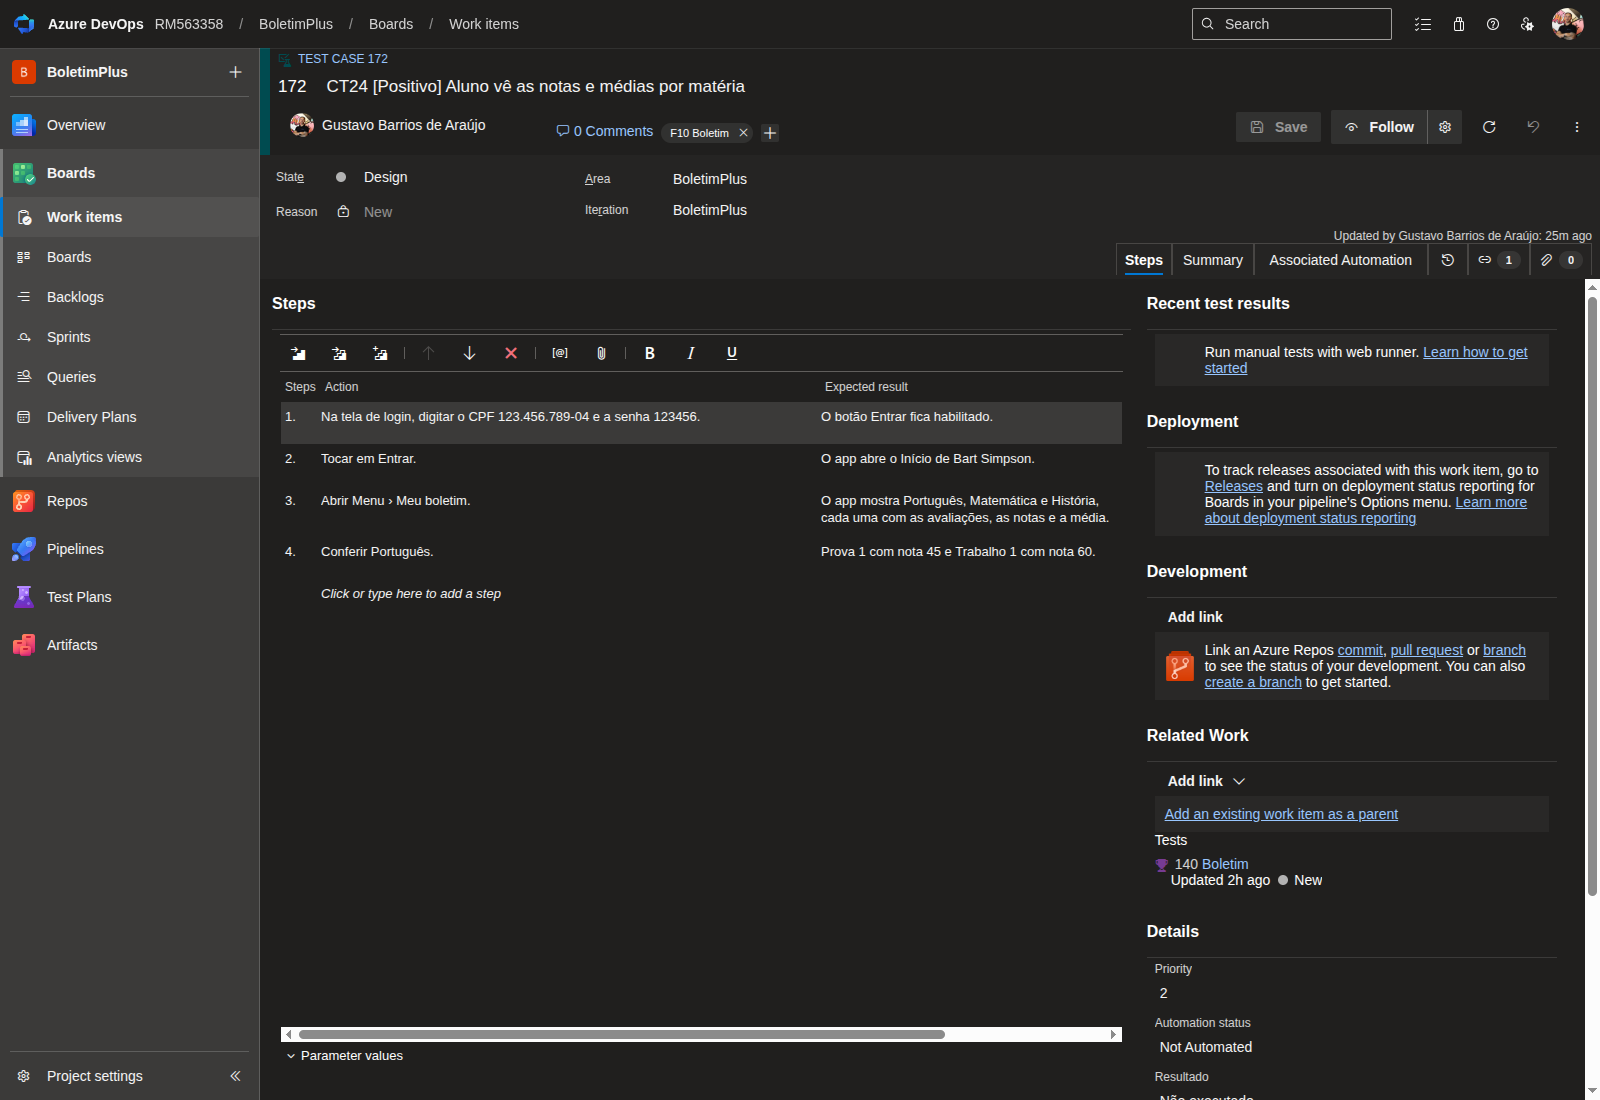 Azure DevOps RM563358 / BoletimPlus / Boards / Work items
Search
B BoletimPlus
Overview
Boards
Work items
Boards
Backlogs
Sprints
Queries
Delivery Plans
Analytics views
Repos
Pipelines
Test Plans
Artifacts
Project settings
TEST CASE 172
172 CT24 [Positivo] Aluno vê as notas e médias por matéria
Gustavo Barrios de Araújo
0 Comments
F10 Boletim
Save
Follow
State Design
Area BoletimPlus
Reason New
Iteration BoletimPlus
Updated by Gustavo Barrios de Araújo: 25m ago
Steps Summary Associated Automation 1 0
Steps
B I U
Steps Action Expected result
1. Na tela de login, digitar o CPF 123.456.789-04 e a senha 123456. O botão Entrar fica habilitado.
2. Tocar em Entrar. O app abre o Início de Bart Simpson.
3. Abrir Menu › Meu boletim. O app mostra Português, Matemática e História,
cada uma com as avaliações, as notas e a média.
4. Conferir Português. Prova 1 com nota 45 e Trabalho 1 com nota 60.
Click or type here to add a step
Parameter values
Recent test results
Run manual tests with web runner. Learn how to get
started
Deployment
To track releases associated with this work item, go to
Releases and turn on deployment status reporting for
Boards in your pipeline's Options menu. Learn more
about deployment status reporting
Development
Add link
Link an Azure Repos commit, pull request or branch
to see the status of your development. You can also
create a branch to get started.
Related Work
Add link
Add an existing work item as a parent
Tests
140 Boletim
Updated 2h ago New
Details
Priority
2
Automation status
Not Automated
Resultado
Não executado